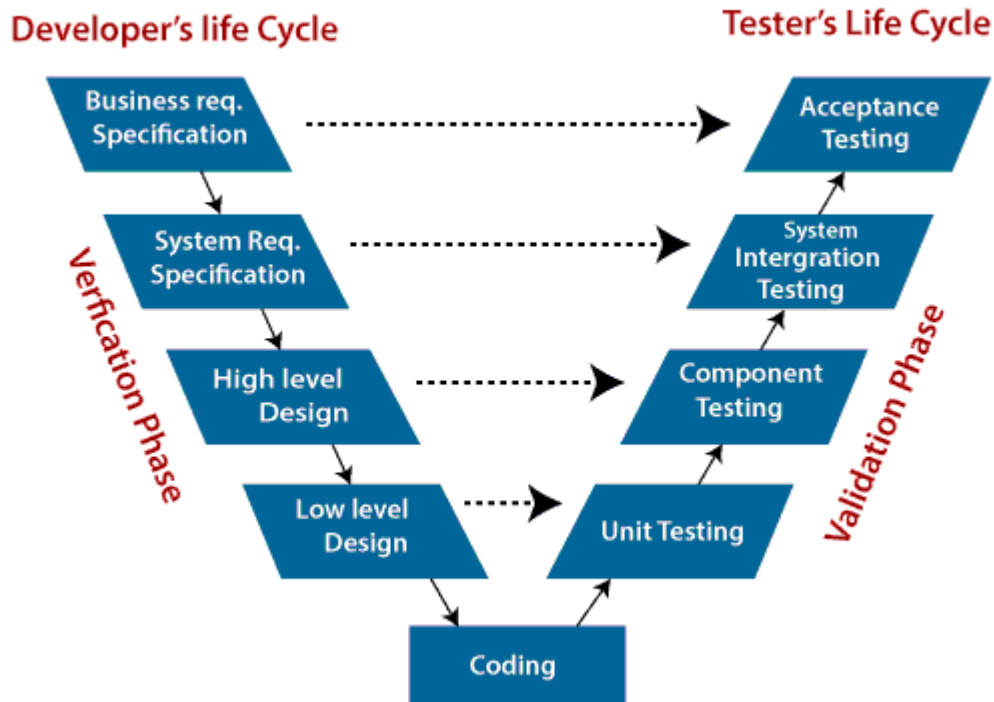 Developer's life Cycle
Tester's Life Cycle
Business req.
Specification
Acceptance
Testing
System Req.
Specification
System
Intergration
Testing
Verfication Phase
Validation Phase
High level
Design
Component
Testing
Low level
Design
Unit Testing
Coding